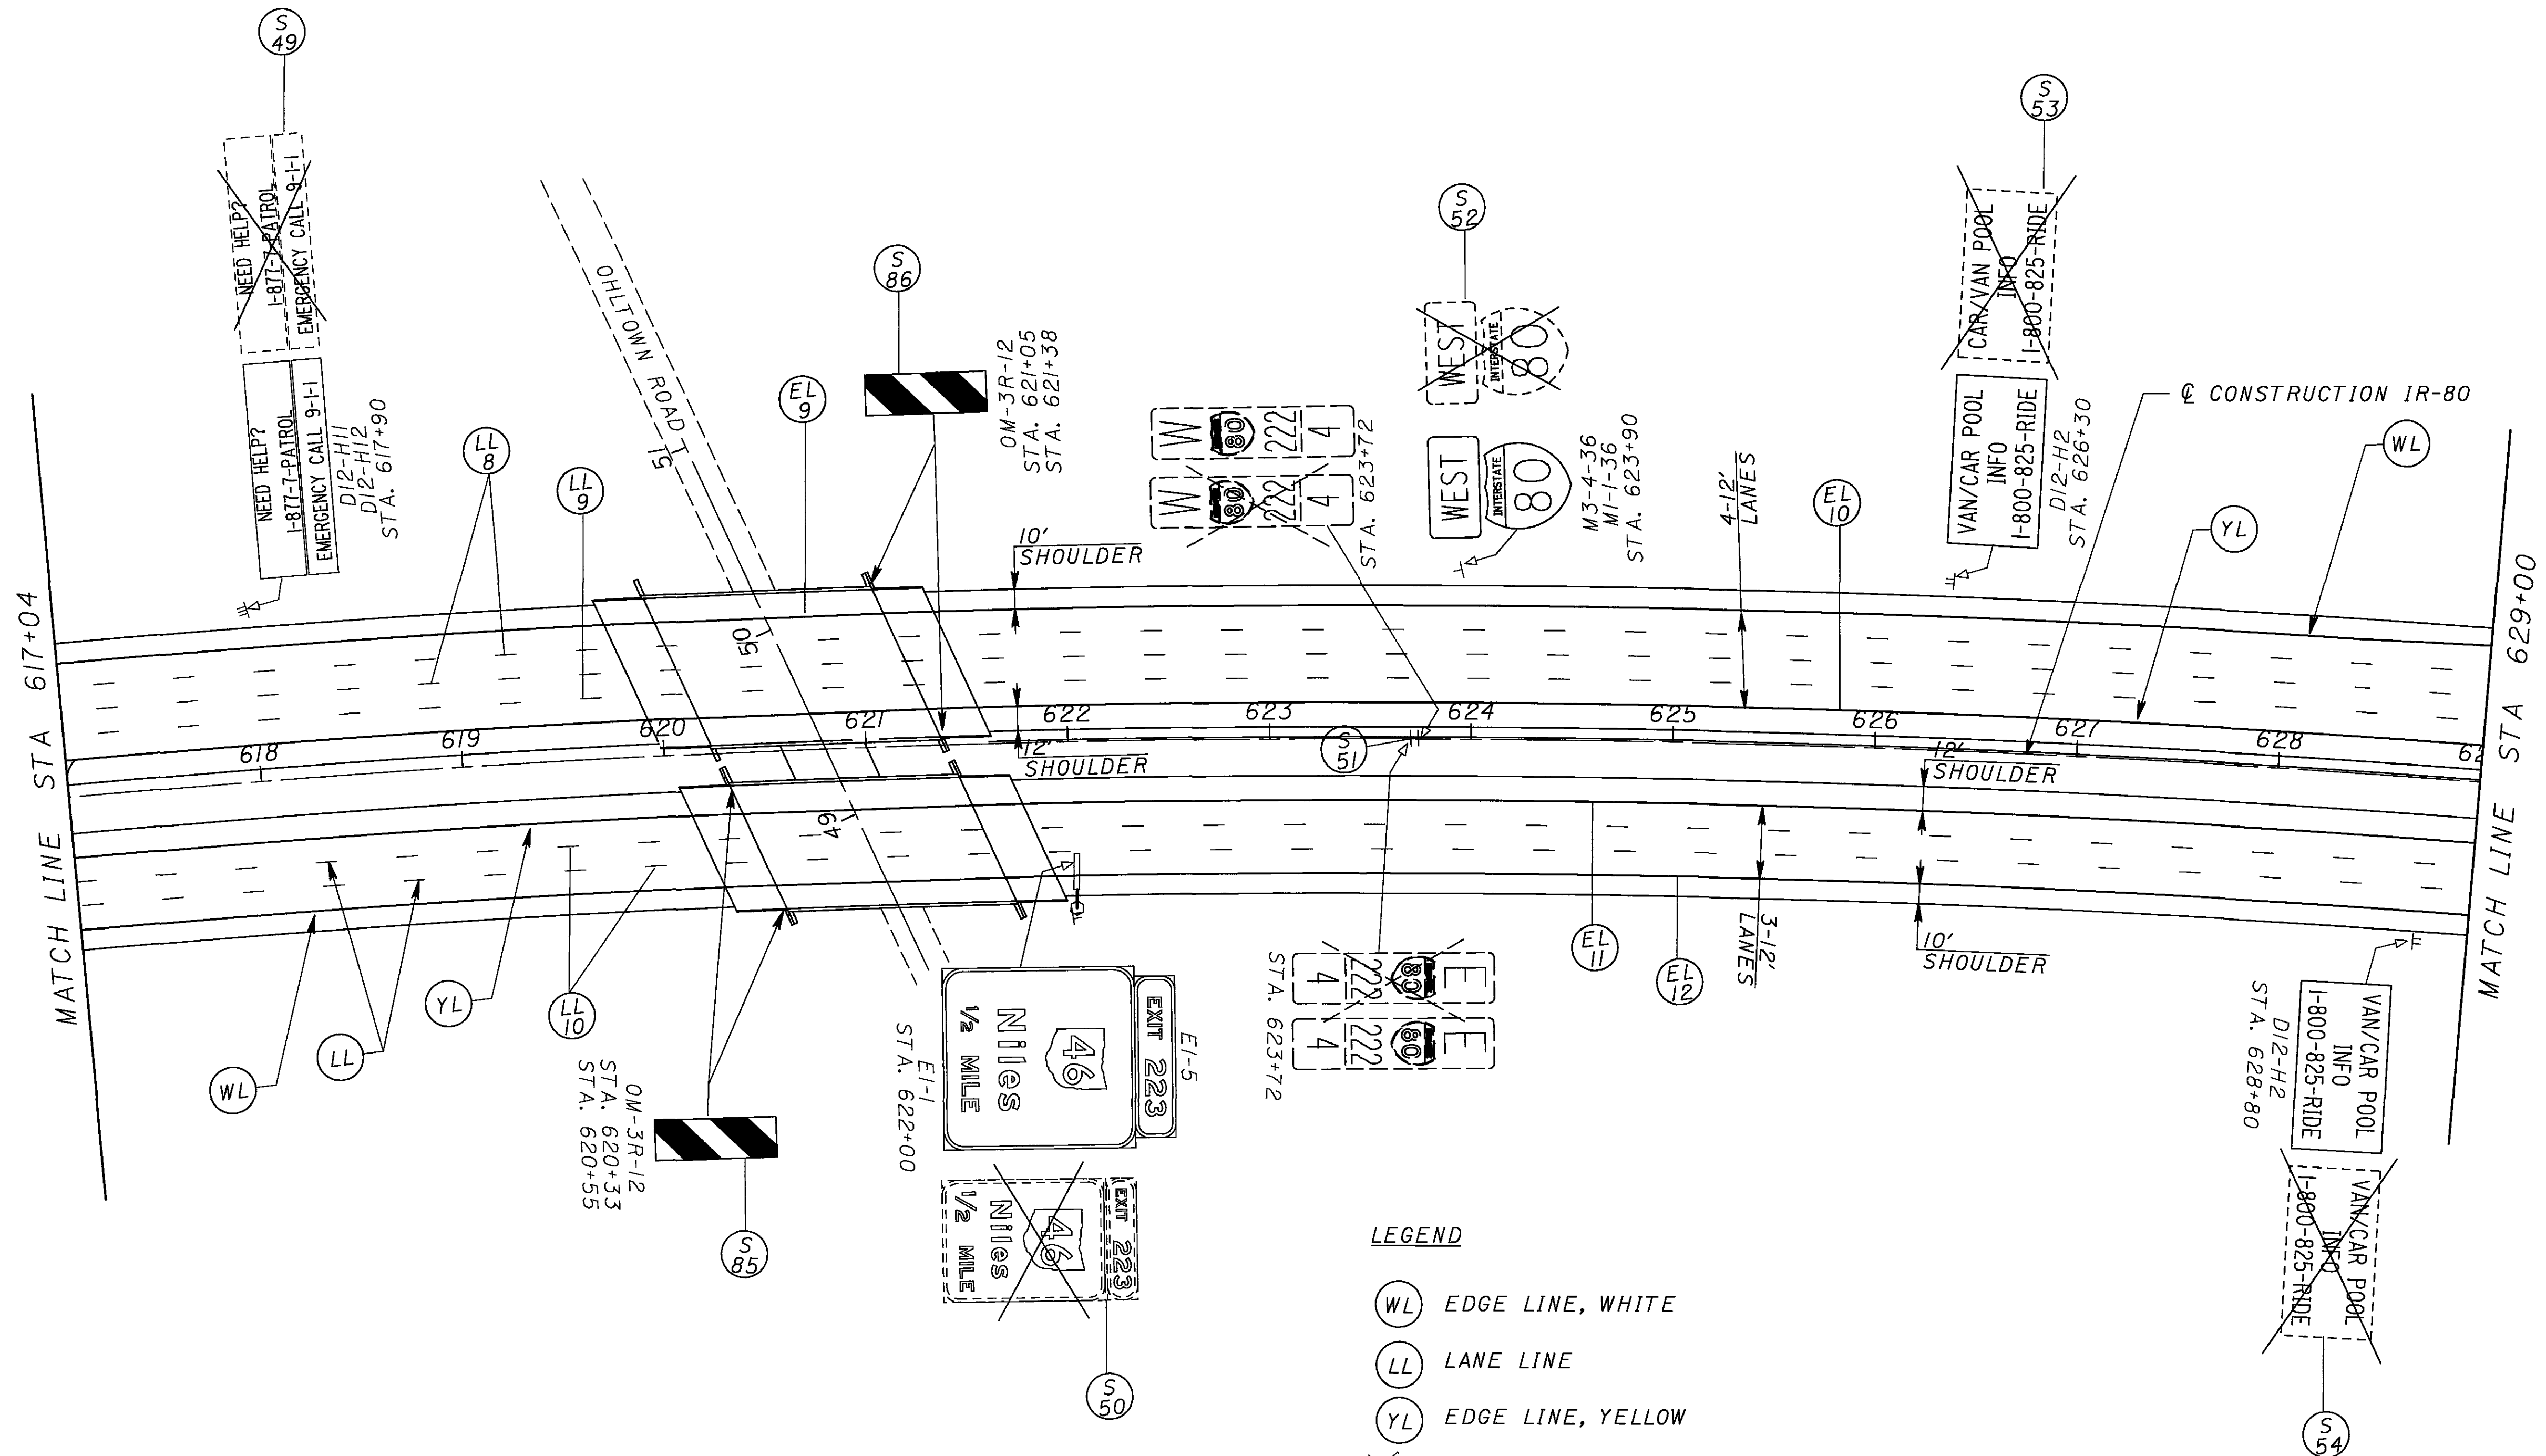 S
49
NEED HELP?
1-877-7-PATROL
EMERGENCY CALL 9-1-1
NEED HELP?
1-877-7-PATROL
EMERGENCY CALL 9-1-1
D12-H11
D12-H12
STA. 617+90
OHLTOWN ROAD
51
50
49
LL
8
LL
9
EL
9
S
86
OM-3R-12
STA. 621+05
STA. 621+38
10'
SHOULDER
W
80
222
4
W
80
222
4
STA. 623+72
S
52
WEST
INTERSTATE
80
WEST
INTERSTATE
80
M3-4-36
M1-1-36
STA. 623+90
4-12'
LANES
EL
10
S
53
CAR/VAN POOL
INFO
1-800-825-RIDE
VAN/CAR POOL
INFO
1-800-825-RIDE
D12-H2
STA. 626+30
℄ CONSTRUCTION IR-80
WL
YL
MATCH LINE STA 617+04
618
619
620
621
622
623
624
625
626
627
628
62
MATCH LINE STA 629+00
12'
SHOULDER
S
51
12'
SHOULDER
WL
LL
YL
LL
10
OM-3R-12
STA. 620+33
STA. 620+55
S
85
E1-5
EXIT 223
46
Niles
1/2 MILE
E1-1
STA. 622+00
EXIT 223
46
Niles
1/2 MILE
S
50
E
80
222
4
E
80
222
4
STA. 623+72
EL
11
EL
12
3-12'
LANES
10'
SHOULDER
VAN/CAR POOL
INFO
1-800-825-RIDE
D12-H2
STA. 628+80
VAN/CAR POOL
INFO
1-800-825-RIDE
S
54
LEGEND
WL EDGE LINE, WHITE
LL LANE LINE
YL EDGE LINE, YELLOW